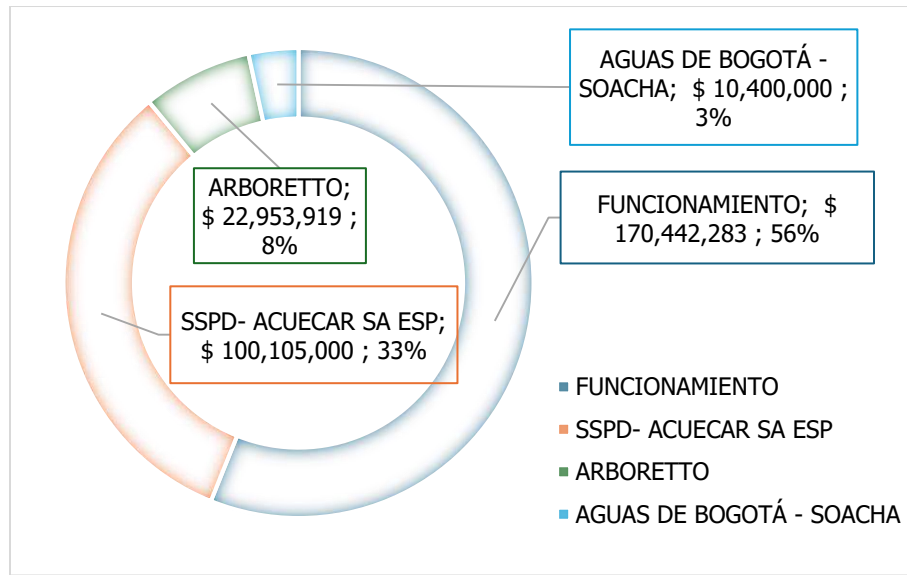 AGUAS DE BOGOTÁ -
SOACHA; $ 10,400,000 ;
3%
FUNCIONAMIENTO; $
170,442,283 ; 56%
ARBORETTO;
$ 22,953,919 ;
8%
SSPD- ACUECAR SA ESP;
$ 100,105,000 ; 33%
FUNCIONAMIENTO
SSPD- ACUECAR SA ESP
ARBORETTO
AGUAS DE BOGOTÁ - SOACHA